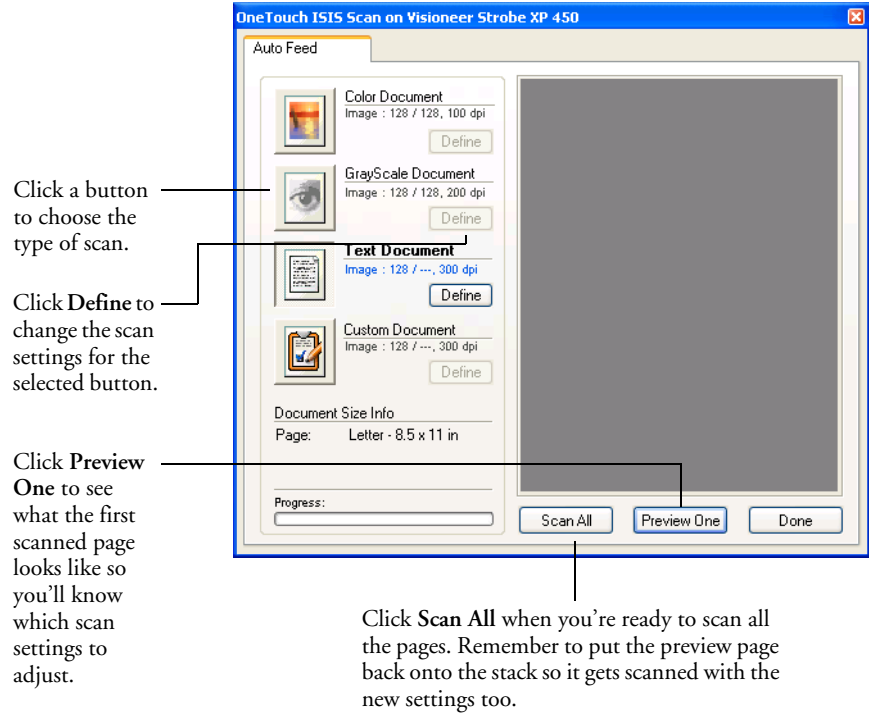 OneTouch ISIS Scan on Visioneer Strobe XP 450
Auto Feed
Color Document
Image : 128 / 128, 100 dpi
Define
GrayScale Document
Image : 128 / 128, 200 dpi
Define
Text Document
Image : 128 / ---, 300 dpi
Define
Custom Document
Image : 128 / ---, 300 dpi
Define
Document Size Info
Page: Letter - 8.5 x 11 in
Progress:
Scan All
Preview One
Done
Click a button
to choose the
type of scan.
Click Define to
change the scan
settings for the
selected button.
Click Preview
One to see
what the first
scanned page
looks like so
you'll know
which scan
settings to
adjust.
Click Scan All when you're ready to scan all
the pages. Remember to put the preview page
back onto the stack so it gets scanned with the
new settings too.